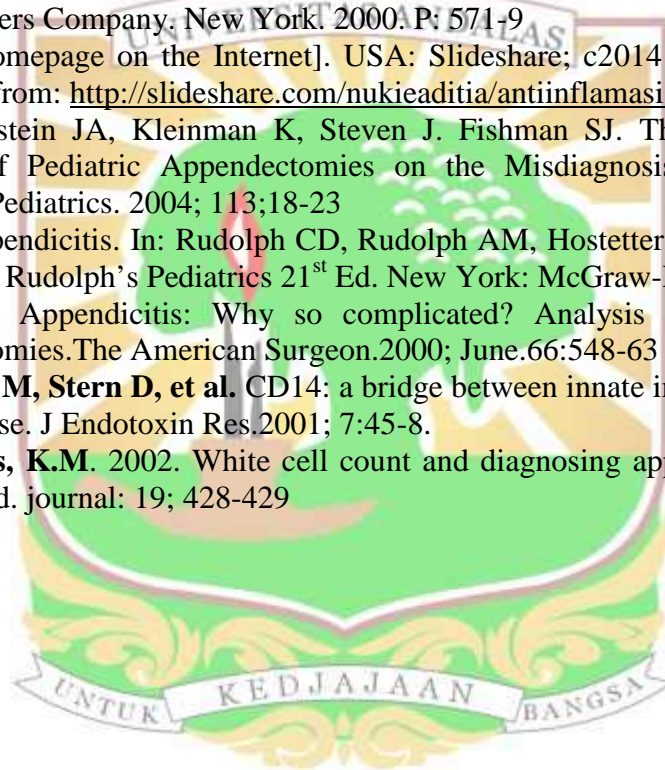 ers Company. New York. 2000. P: 571-9
UNIVERSITAS ANDALAS
omepage on the Internet]. USA: Slideshare; c2014
from: http://slideshare.com/nukieaditia/antiinflamasi
stein JA, Kleinman K, Steven J. Fishman SJ. Th
f Pediatric Appendectomies on the Misdiagnosis
Pediatrics. 2004; 113;18-23
pendicitis. In: Rudolph CD, Rudolph AM, Hostetter
Rudolph’s Pediatrics 21st Ed. New York: McGraw-
Appendicitis: Why so complicated? Analysis
omies.The American Surgeon.2000; June.66:548-63
M, Stern D, et al. CD14: a bridge between innate i
se. J Endotoxin Res.2001; 7:45-8.
s, K.M. 2002. White cell count and diagnosing app
d. journal: 19; 428-429
UNTUK KEDJAJAAN BANGSA